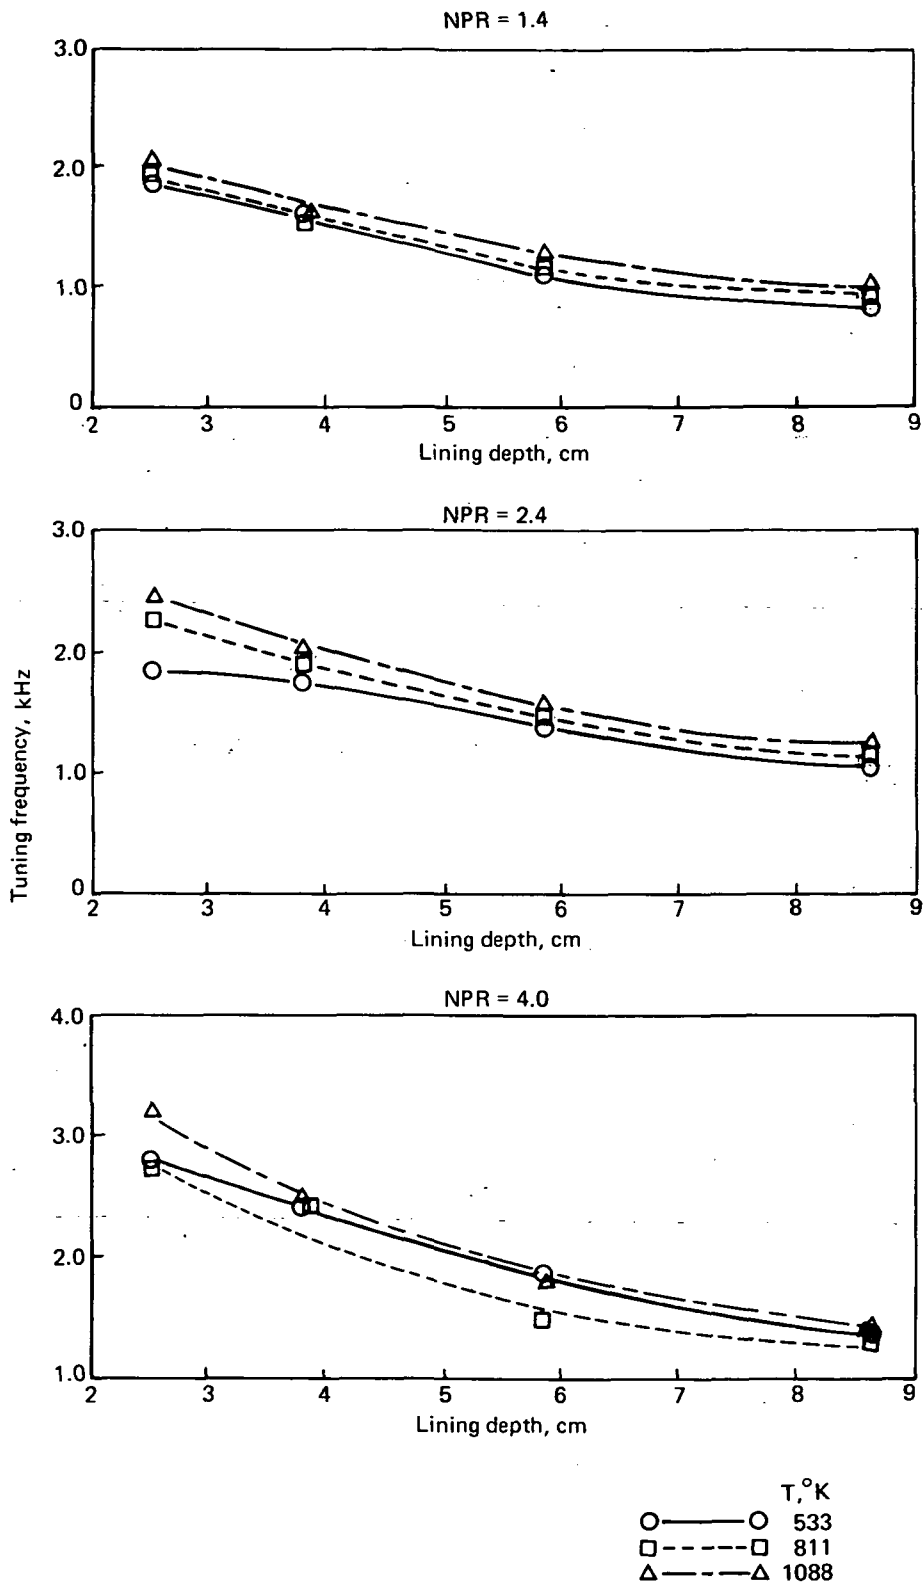 NPR = 1.4
3.0
2.0
1.0
0
2 3 4 5 6 7 8 9
Lining depth, cm
NPR = 2.4
Tuning frequency, kHz
3.0
2.0
1.0
0
2 3 4 5 6 7 8 9
Lining depth, cm
NPR = 4.0
4.0
3.0
2.0
1.0
2 3 4 5 6 7 8 9
Lining depth, cm
T, °K
533
811
1088